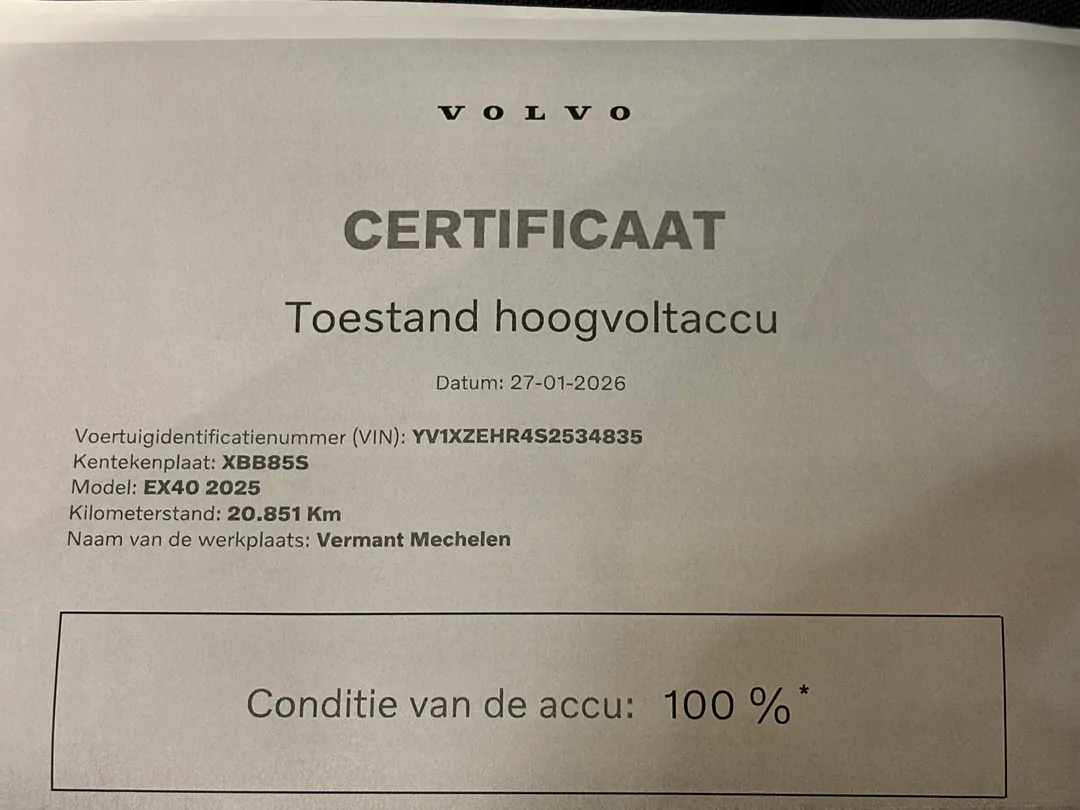 VOLVO
CERTIFICAAT
Toestand hoogvoltaccu
Datum: 27-01-2026
Voertuigidentificatienummer (VIN): YV1XZEHR4S2534835
Kentekenplaat: XBB85S
Model: EX40 2025
Kilometerstand: 20.851 Km
Naam van de werkplaats: Vermant Mechelen
Conditie van de accu: 100 %*